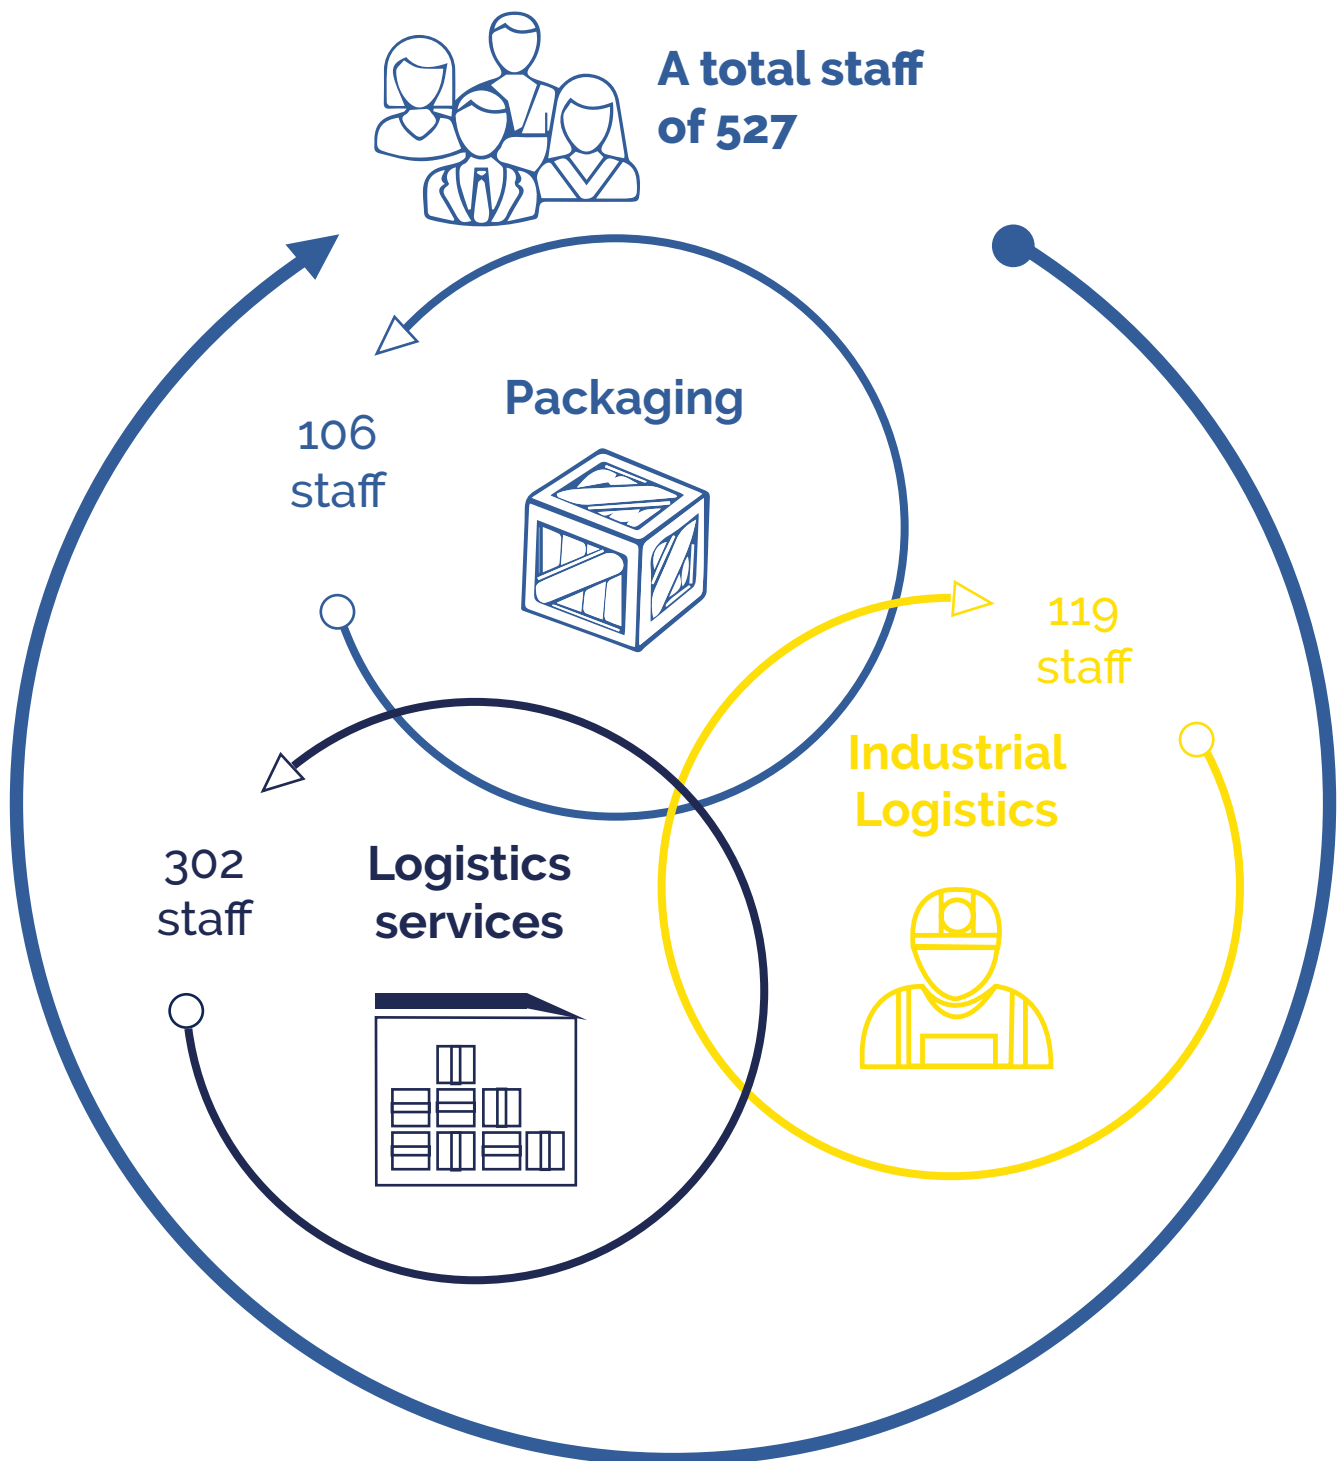 A total staff
of 527
Packaging
106
staff
119
staff
Industrial
Logistics
302
staff
Logistics
services